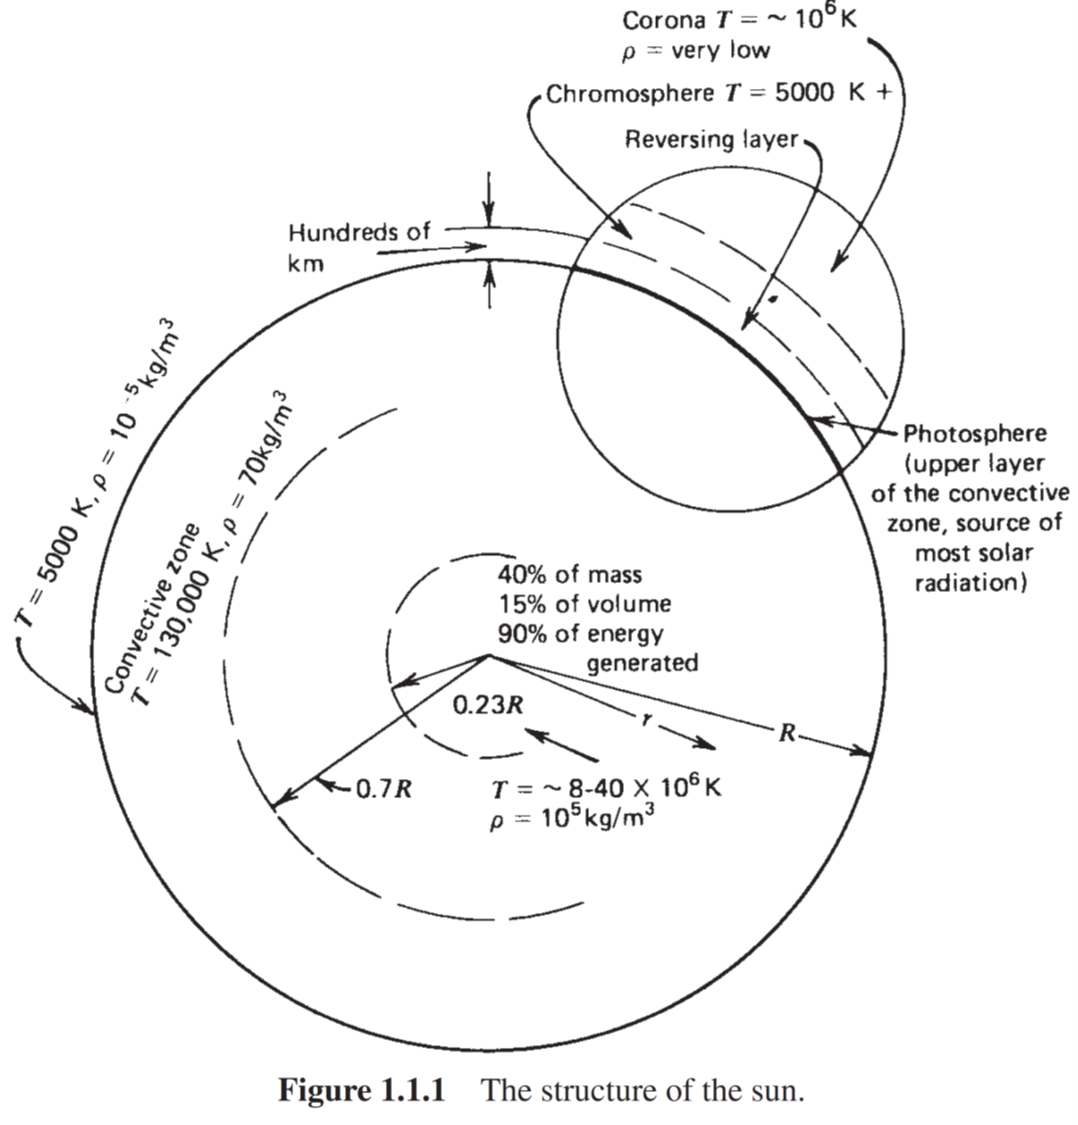 Corona T = ~ 10⁶ K
ρ = very low
Chromosphere T = 5000 K +
Reversing layer
Hundreds of
km
T = 5000 K, ρ = 10⁻⁵ kg/m³
Convective zone
T = 130,000 K, ρ = 70kg/m³
Photosphere
(upper layer
of the convective
zone, source of
most solar
radiation)
40% of mass
15% of volume
90% of energy
generated
0.23R
r
R
0.7R
T = ~ 8-40 X 10⁶ K
ρ = 10⁵ kg/m³
Figure 1.1.1 The structure of the sun.